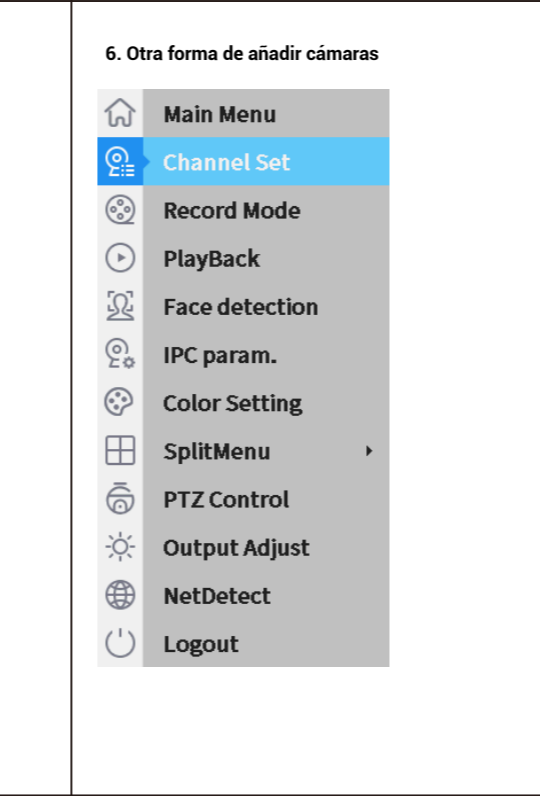 6. Otra forma de añadir cámaras
Main Menu
Channel Set
Record Mode
PlayBack
Face detection
IPC param.
Color Setting
SplitMenu
PTZ Control
Output Adjust
NetDetect
Logout